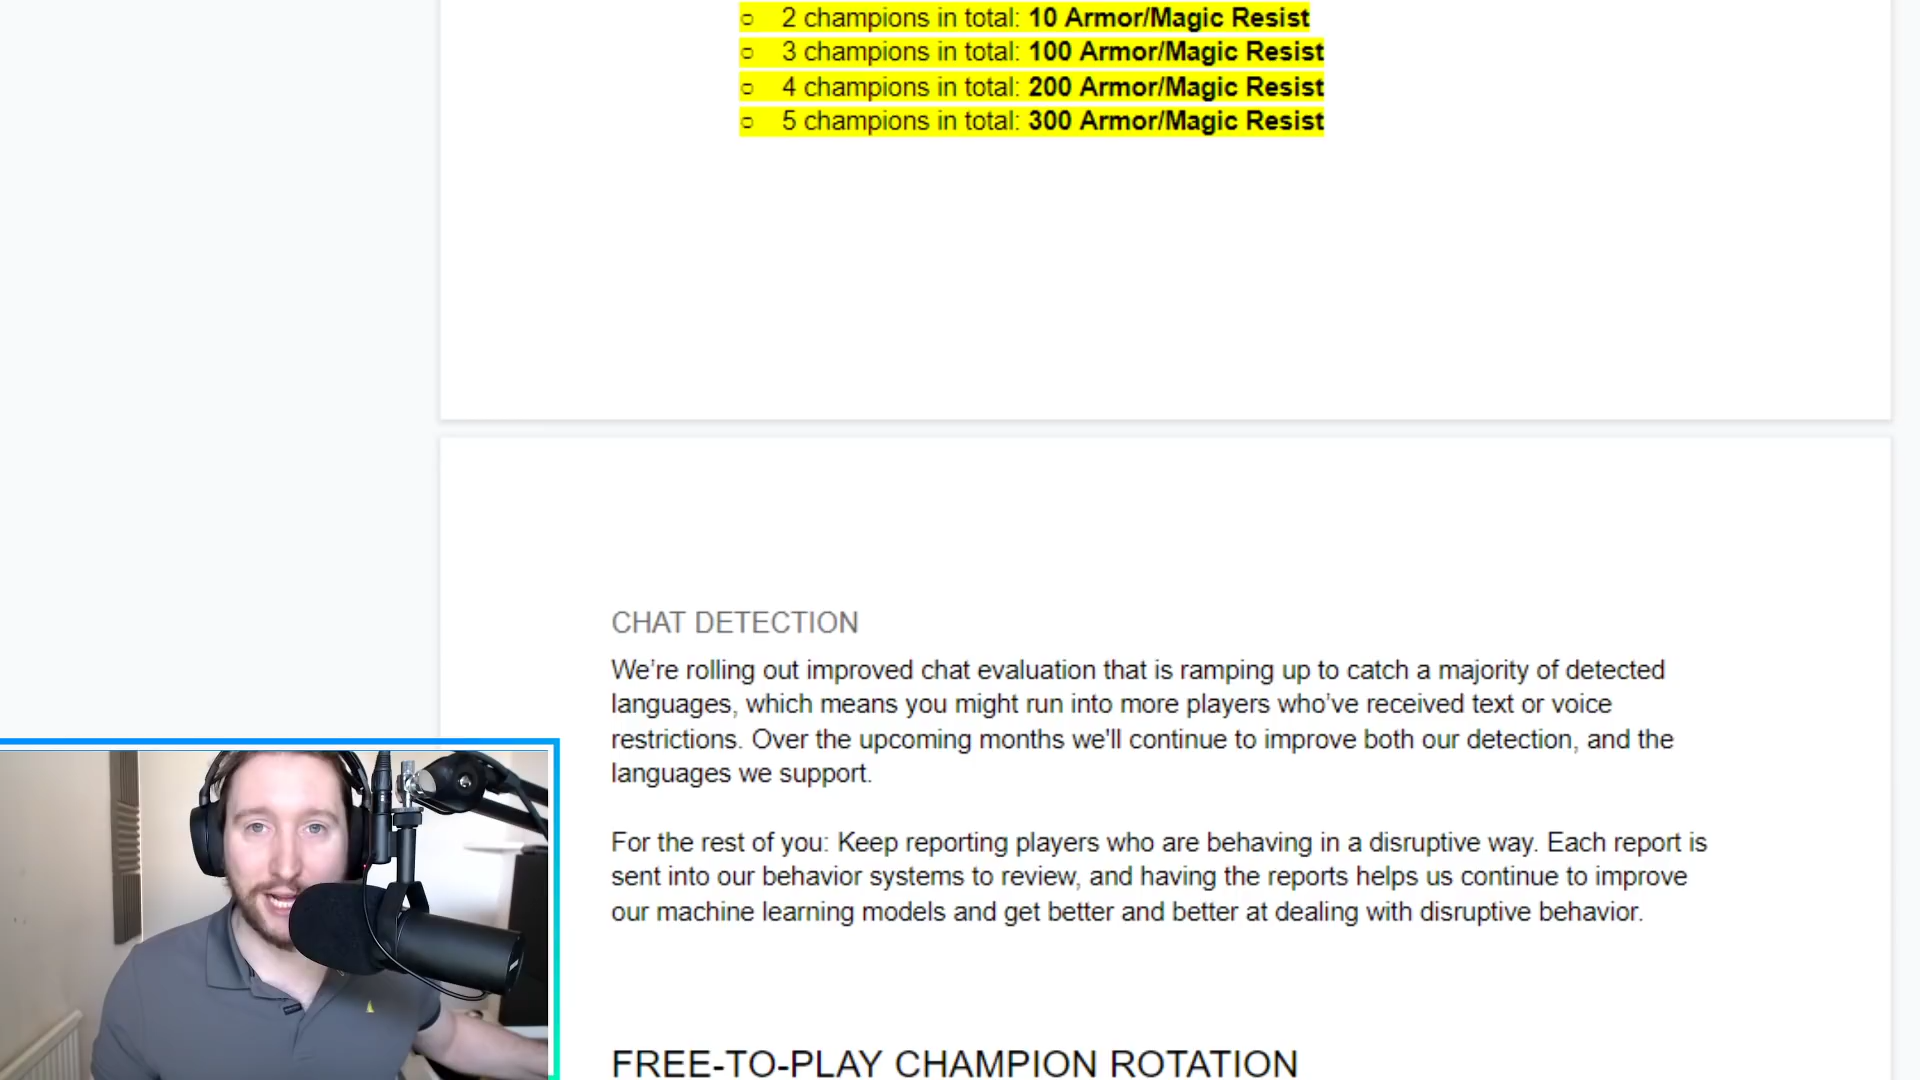 ○ 2 champions in total: 10 Armor/Magic Resist
○ 3 champions in total: 100 Armor/Magic Resist
○ 4 champions in total: 200 Armor/Magic Resist
○ 5 champions in total: 300 Armor/Magic Resist
CHAT DETECTION
We’re rolling out improved chat evaluation that is ramping up to catch a majority of detected
languages, which means you might run into more players who’ve received text or voice
restrictions. Over the upcoming months we'll continue to improve both our detection, and the
languages we support.
For the rest of you: Keep reporting players who are behaving in a disruptive way. Each report is
sent into our behavior systems to review, and having the reports helps us continue to improve
our machine learning models and get better and better at dealing with disruptive behavior.
FREE-TO-PLAY CHAMPION ROTATION